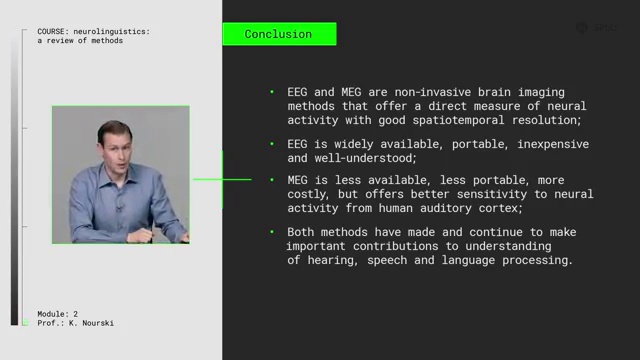 COURSE: neurolinguistics:
a review of methods
Conclusion
• EEG and MEG are non-invasive brain imaging
methods that offer a direct measure of neural
activity with good spatiotemporal resolution;
• EEG is widely available, portable, inexpensive
and well-understood;
• MEG is less available, less portable, more
costly, but offers better sensitivity to neural
activity from human auditory cortex;
• Both methods have made and continue to make
important contributions to understanding
of hearing, speech and language processing.
Module: 2
Prof.: K. Nourski